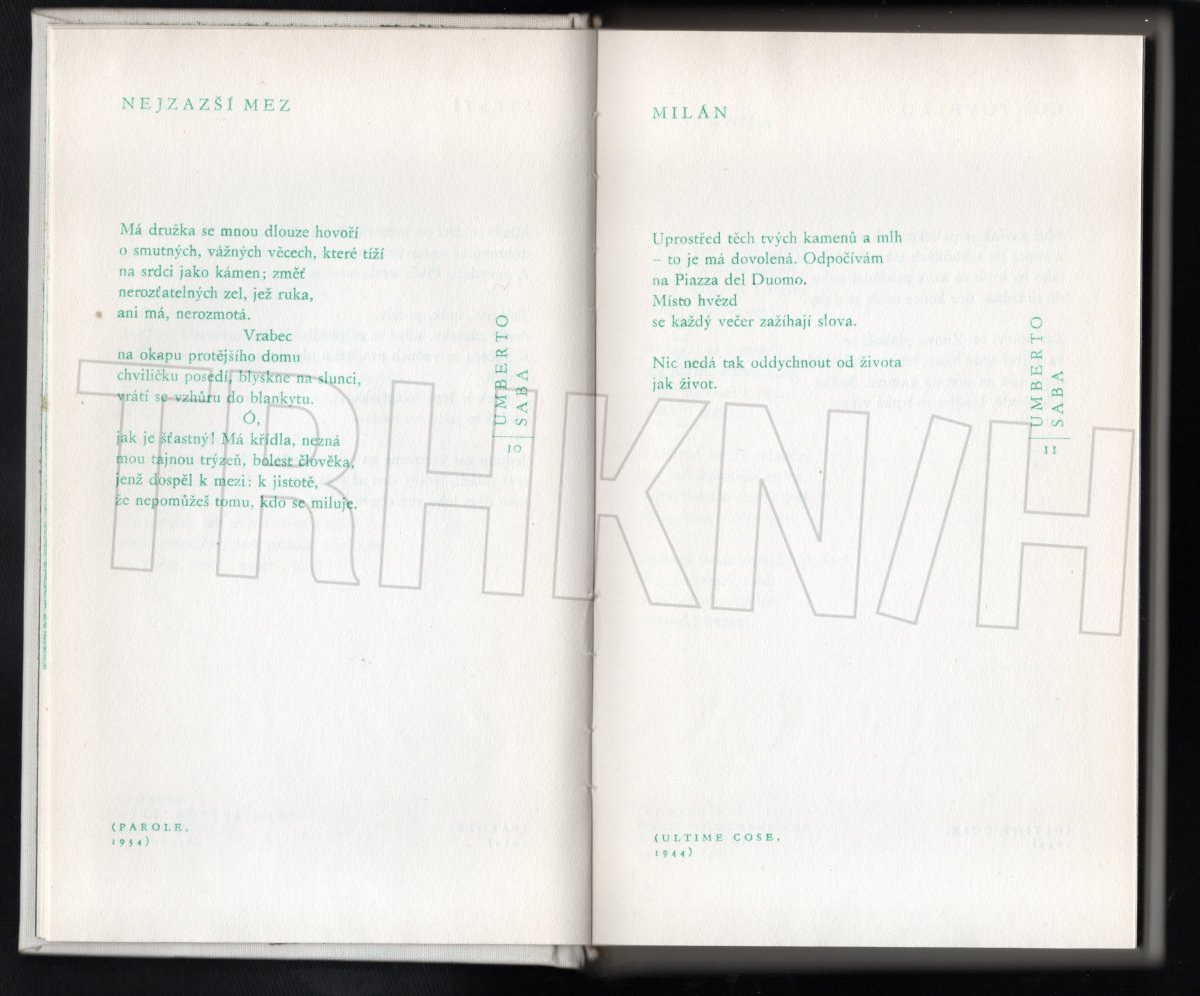 NEJZAZŠÍ MEZ
Má družka se mnou dlouze hovoří
o smutných, vážných věcech, které tíží
na srdci jako kámen; změť
nerozťatelných zel, jež ruka,
ani má, nerozmotá.
Vrabec
na okapu protějšího domu
chviličku posedí, blyskne na slunci,
vrátí se vzhůru do blankytu.
Ó,
jak je šťastný! Má křídla, nezná
mou tajnou trýzeň, bolest člověka,
jenž dospěl k mezi: k jistotě,
že nepomůžeš tomu, kdo se miluje.
UMBERTO
SABA
10
(PAROLE,
1934)
MILÁN
Uprostřed těch tvých kamenů a mlh
– to je má dovolená. Odpočívám
na Piazza del Duomo.
Místo hvězd
se každý večer zažíhají slova.
Nic nedá tak oddychnout od života
jak život.
UMBERTO
SABA
11
(ULTIME COSE,
1944)
TRHKNIH